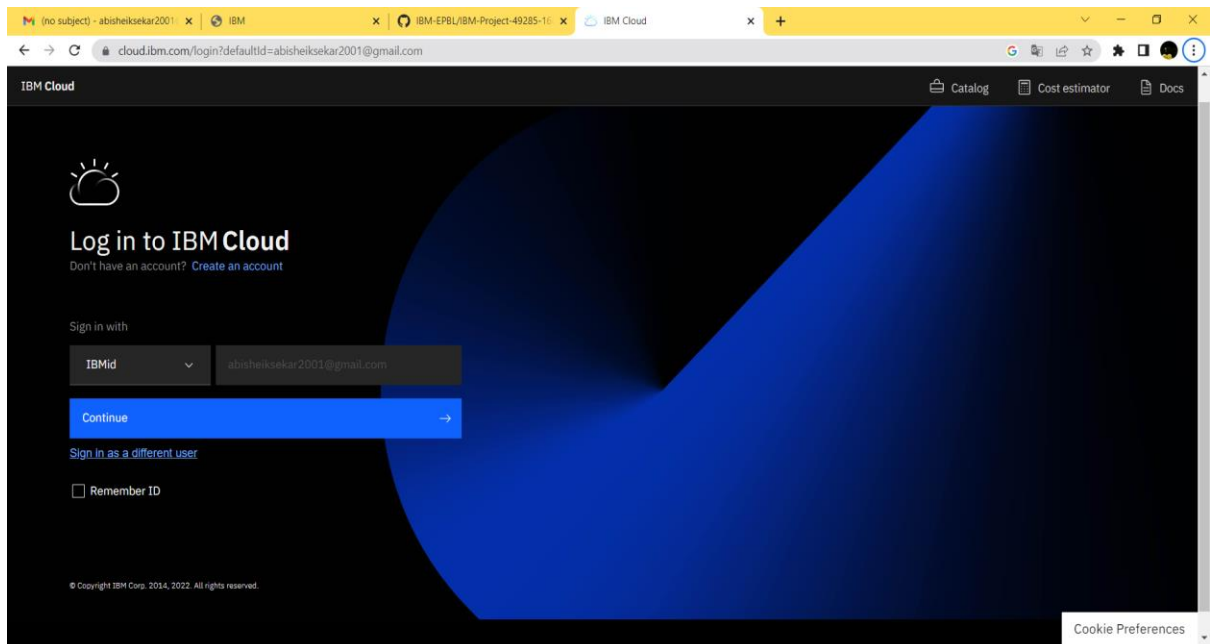 (no subject) - abisheiksekar2001
IBM
IBM-EPBL/IBM-Project-49285-16
IBM Cloud
cloud.ibm.com/login?defaultId=abisheiksekar2001@gmail.com
IBM Cloud
Catalog
Cost estimator
Docs
Log in to IBM Cloud
Don't have an account? Create an account
Sign in with
IBMid
abisheiksekar2001@gmail.com
Continue
Sign in as a different user
Remember ID
© Copyright IBM Corp. 2014, 2022. All rights reserved.
Cookie Preferences